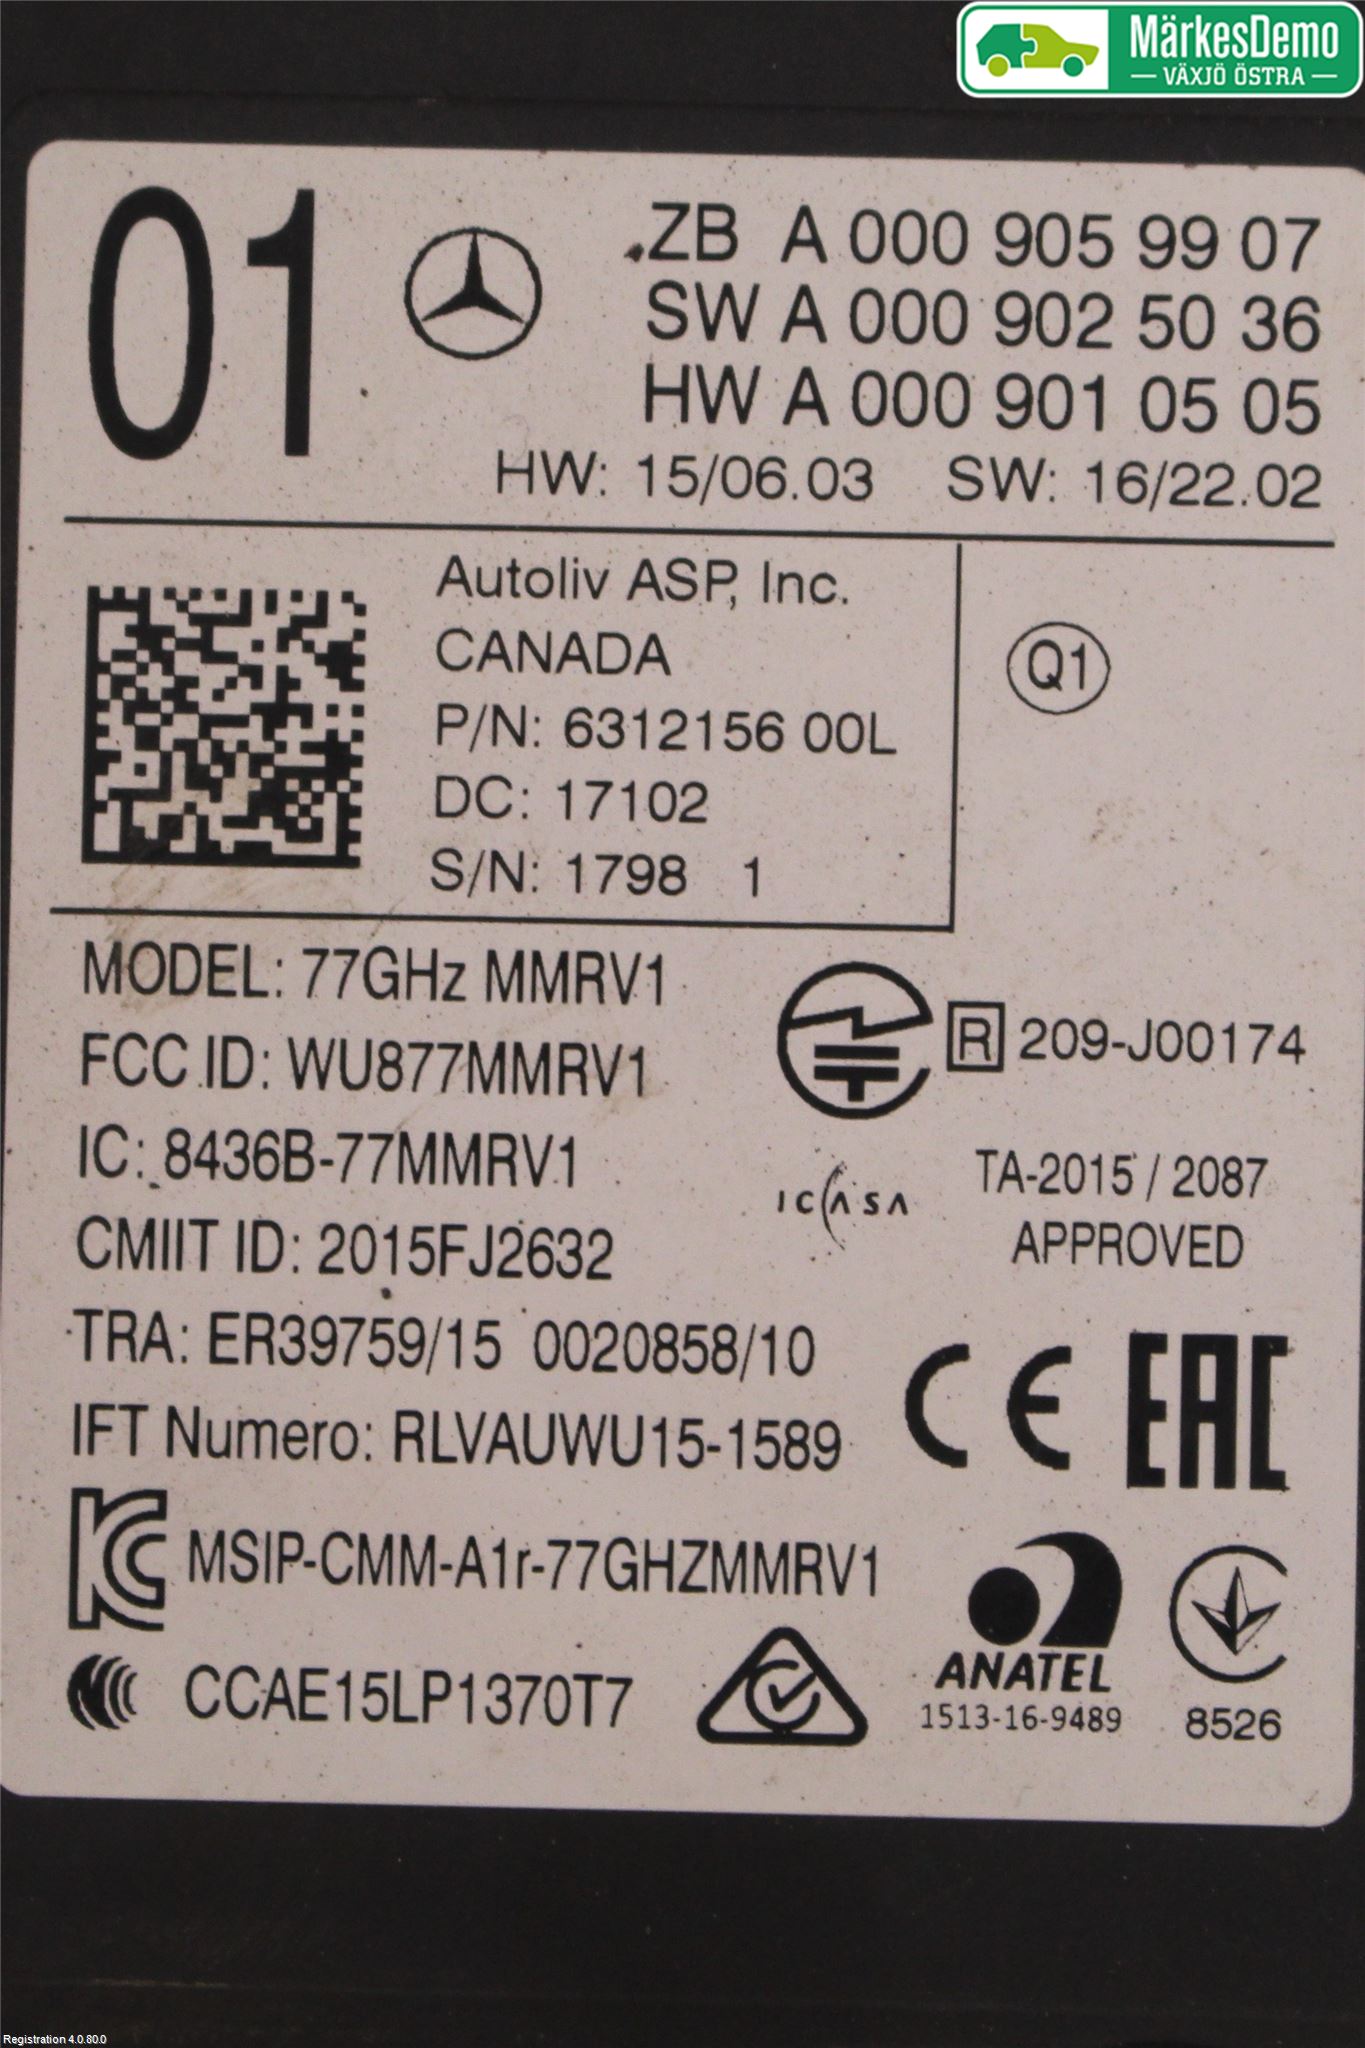 MärkesDemo
VÄXJÖ ÖSTRA
01
ZB A 000 905 99 07
SW A 000 902 50 36
HW A 000 901 05 05
HW: 15/06.03 SW: 16/22.02
Autoliv ASP, Inc.
CANADA
P/N: 6312156 00L
DC: 17102
S/N: 1798 1
Q1
MODEL: 77GHz MMRV1
FCC ID: WU877MMRV1
IC: 8436B-77MMRV1
CMIIT ID: 2015FJ2632
TRA: ER39759/15 0020858/10
IFT Numero: RLVAUWU15-1589
R 209-J00174
ICASA
TA-2015 / 2087
APPROVED
CE EAC
KC MSIP-CMM-A1r-77GHZMMRV1
CCAE15LP1370T7
ANATEL
1513-16-9489
8526
Registration 4.0.80.0